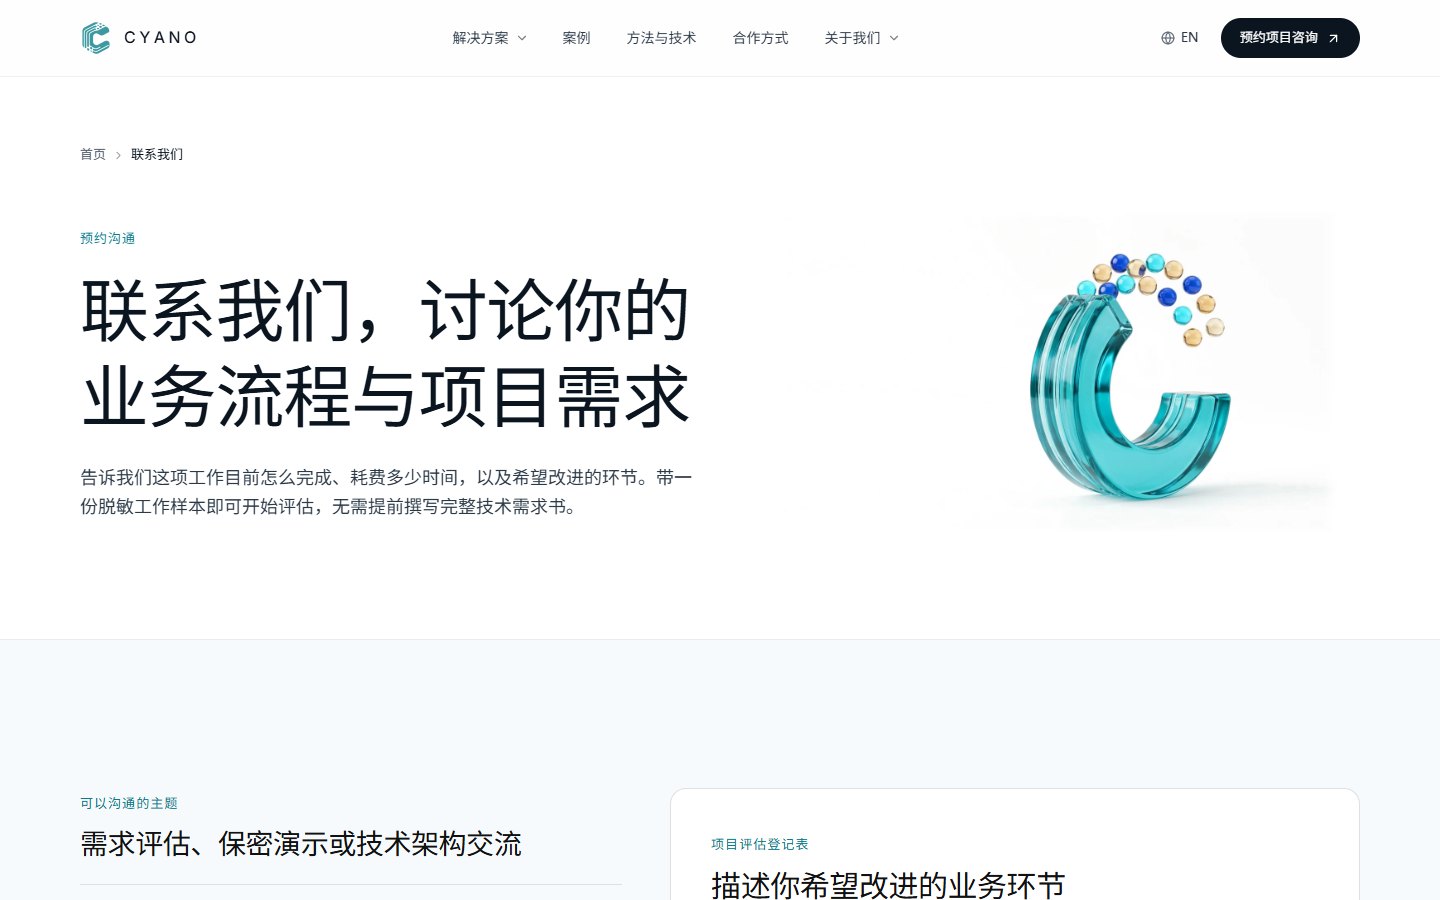 CYANO
解决方案
案例
方法与技术
合作方式
关于我们
EN
预约项目咨询
首页
联系我们
预约沟通
联系我们，讨论你的
业务流程与项目需求
告诉我们这项工作目前怎么完成、耗费多少时间，以及希望改进的环节。带一
份脱敏工作样本即可开始评估，无需提前撰写完整技术需求书。
可以沟通的主题
需求评估、保密演示或技术架构交流
项目评估登记表
描述你希望改进的业务环节